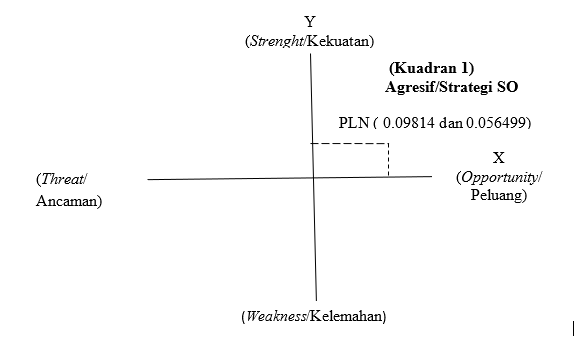 Y
(Strenght/Kekuatan)
(Kuadran 1)
Agresif/Strategi SO
PLN ( 0.09814 dan 0.056499)
X
(Opportunity/
Peluang)
(Threat/
Ancaman)
(Weakness/Kelemahan)